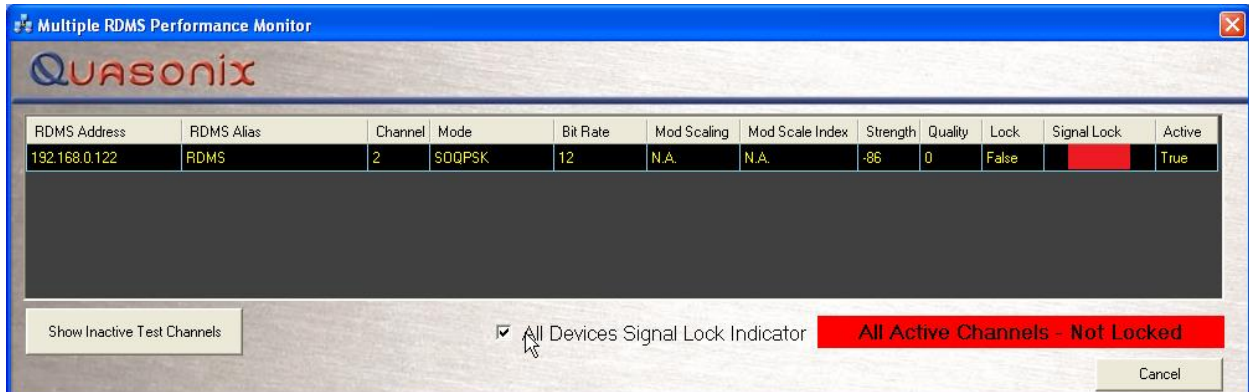 Multiple RDMS Performance Monitor
Quasonix
RDMS Address RDMS Alias Channel Mode Bit Rate Mod Scaling Mod Scale Index Strength Quality Lock Signal Lock Active
192.168.0.122 RDMS 2 SOQPSK 12 N.A. N.A. -86 0 False True
Show Inactive Test Channels All Devices Signal Lock Indicator All Active Channels - Not Locked
Cancel